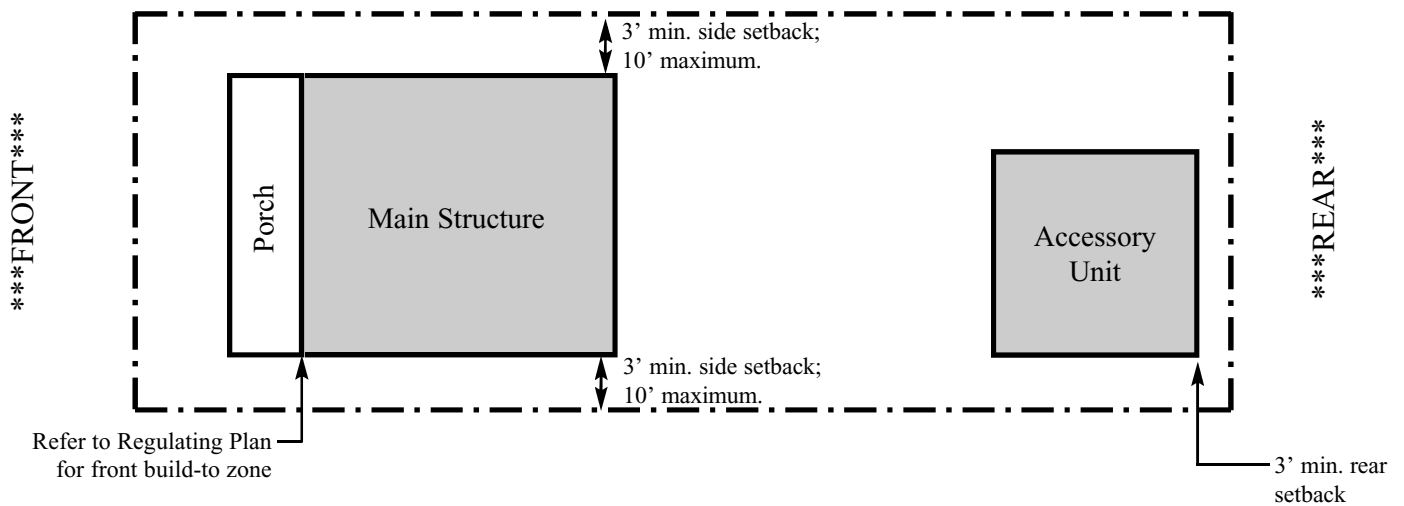 3’ min. side setback;
10’ maximum.
***FRONT***
Porch
Main Structure
Accessory
Unit
***REAR***
3’ min. side setback;
10’ maximum.
Refer to Regulating Plan
for front build-to zone
3’ min. rear
setback